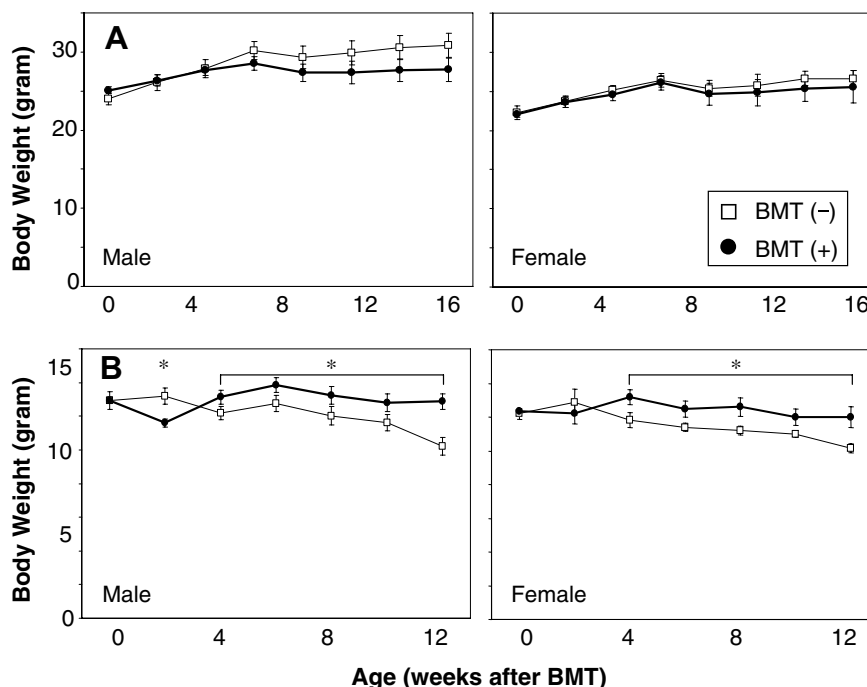 A
Body Weight (gram)
30
20
10
0
Male
0 4 8 12 16
Female
BMT (−)
BMT (+)
0 4 8 12 16
B
Body Weight (gram)
15
10
5
0
*
*
Male
0 4 8 12
*
Female
0 4 8 12
Age (weeks after BMT)